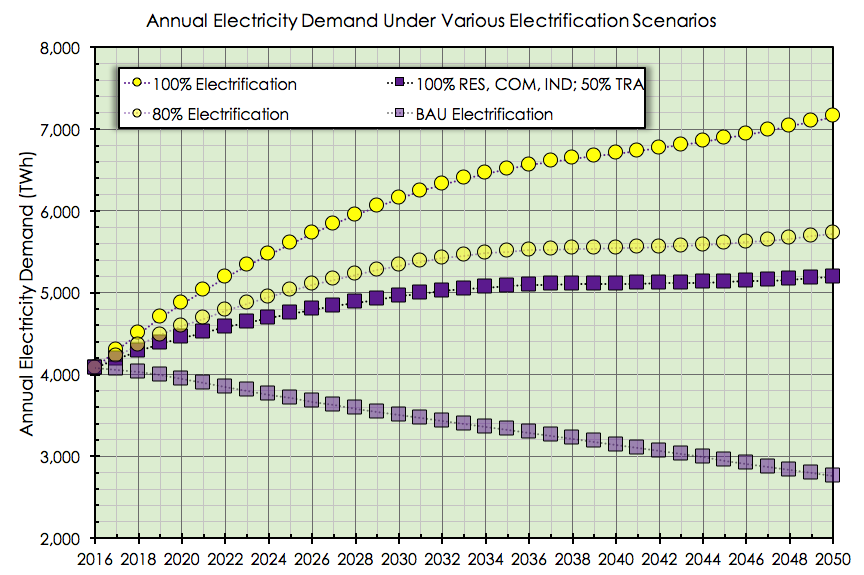 Annual Electricity Demand Under Various Electrification Scenarios
8,000
100% Electrification
100% RES, COM, IND; 50% TRA
80% Electrification
BAU Electrification
7,000
6,000
5,000
4,000
3,000
2,000
Annual Electricity Demand (TWh)
2016 2018 2020 2022 2024 2026 2028 2030 2032 2034 2036 2038 2040 2042 2044 2046 2048 2050